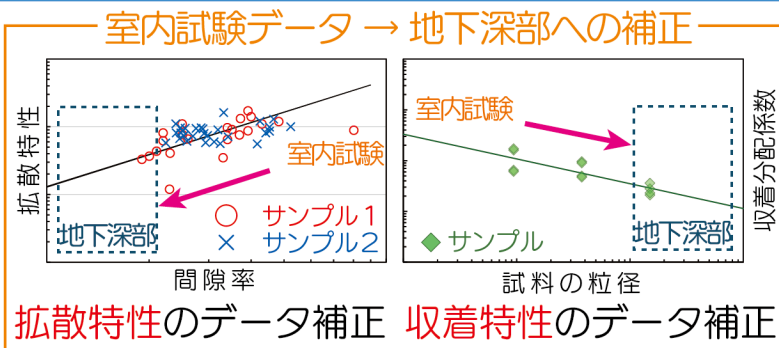 室内試験データ → 地下深部への補正
拡散特性
室内試験
地下深部
○ サンプル1
× サンプル2
間隙率
拡散特性のデータ補正
室内試験
地下深部
◆ サンプル
収着分配係数
試料の粒径
収着特性のデータ補正